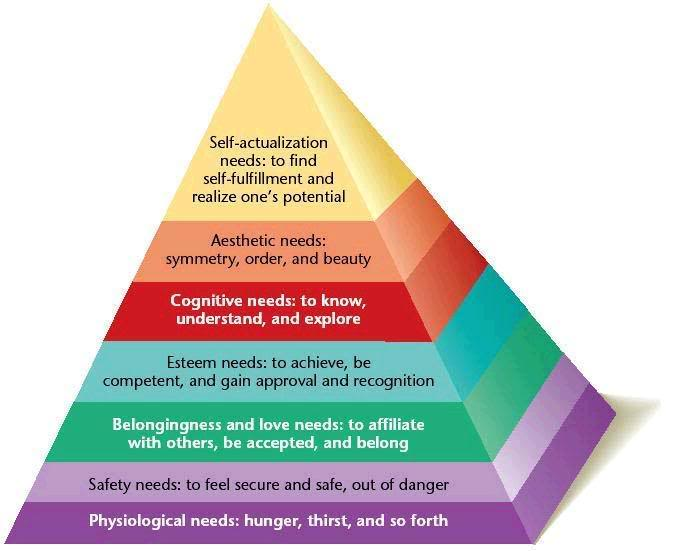 Self-actualization
needs: to find
self-fulfillment and
realize one’s potential
Aesthetic needs:
symmetry, order, and beauty
Cognitive needs: to know,
understand, and explore
Esteem needs: to achieve, be
competent, and gain approval and recognition
Belongingness and love needs: to affiliate
with others, be accepted, and belong
Safety needs: to feel secure and safe, out of danger
Physiological needs: hunger, thirst, and so forth